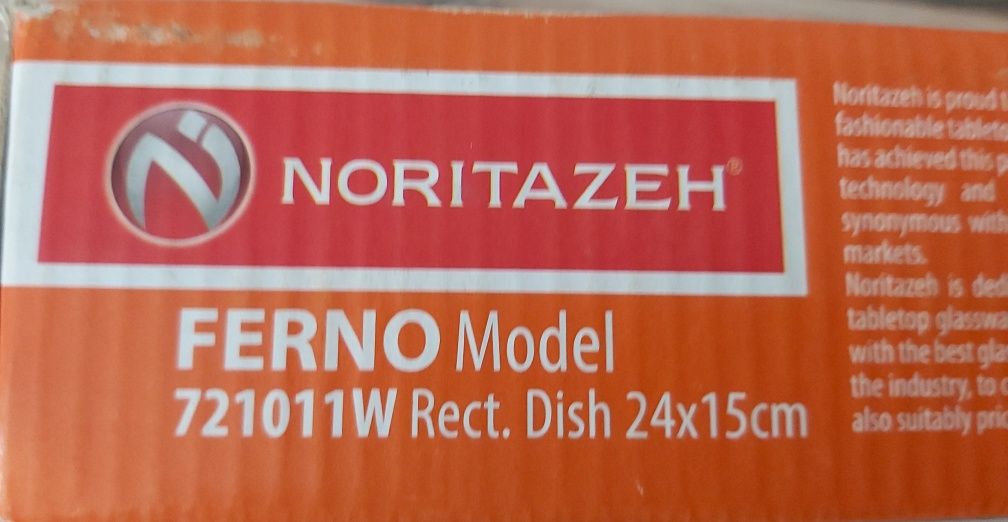 NORITAZEH®
FERNO Model
721011W Rect. Dish 24x15cm
Noritazeh is proud
fashionable
has achieved this
technology and
synonymous with
markets.
Noritazeh is
tabletop
with the best
the industry, to
also suitably